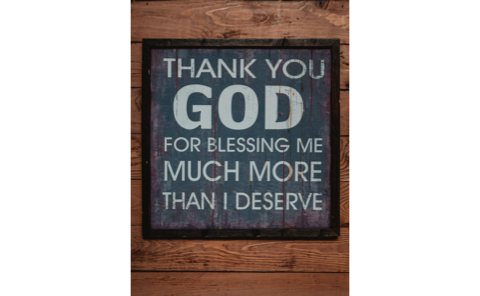 THANK YOU
GOD
FOR BLESSING ME
MUCH MORE
THAN I DESERVE